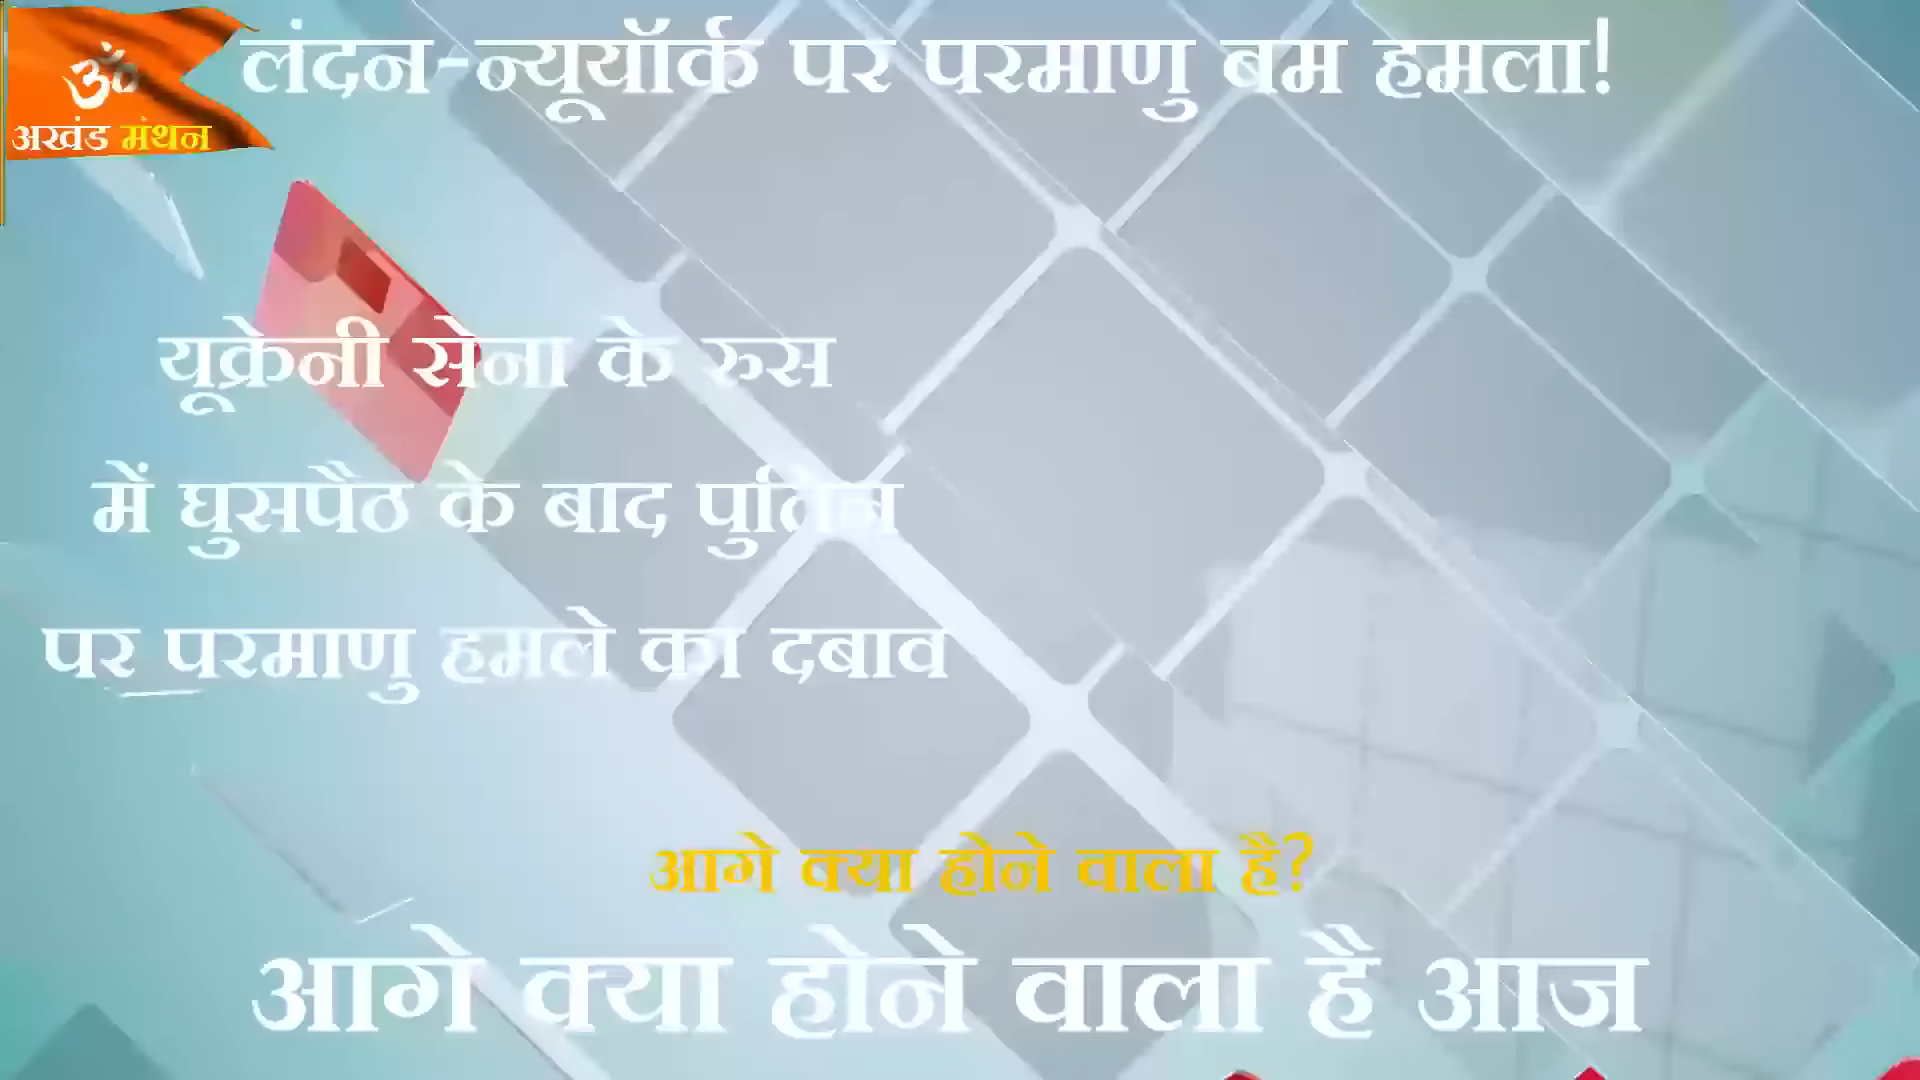 लंदन-न्यूयॉर्क पर परमाणु बम हमला!
ॐ
अखंड मंथन
यूक्रेनी सेना के रुस
में घुसपैठ के बाद पुतिन
पर परमाणु हमले का दबाव
आगे क्या होने वाला है?
आगे क्या होने वाला है आज